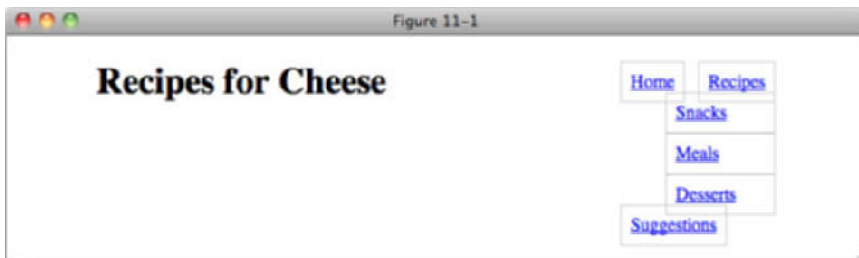 Figure 11-1
Recipes for Cheese
Home Recipes
Snacks
Meals
Desserts
Suggestions